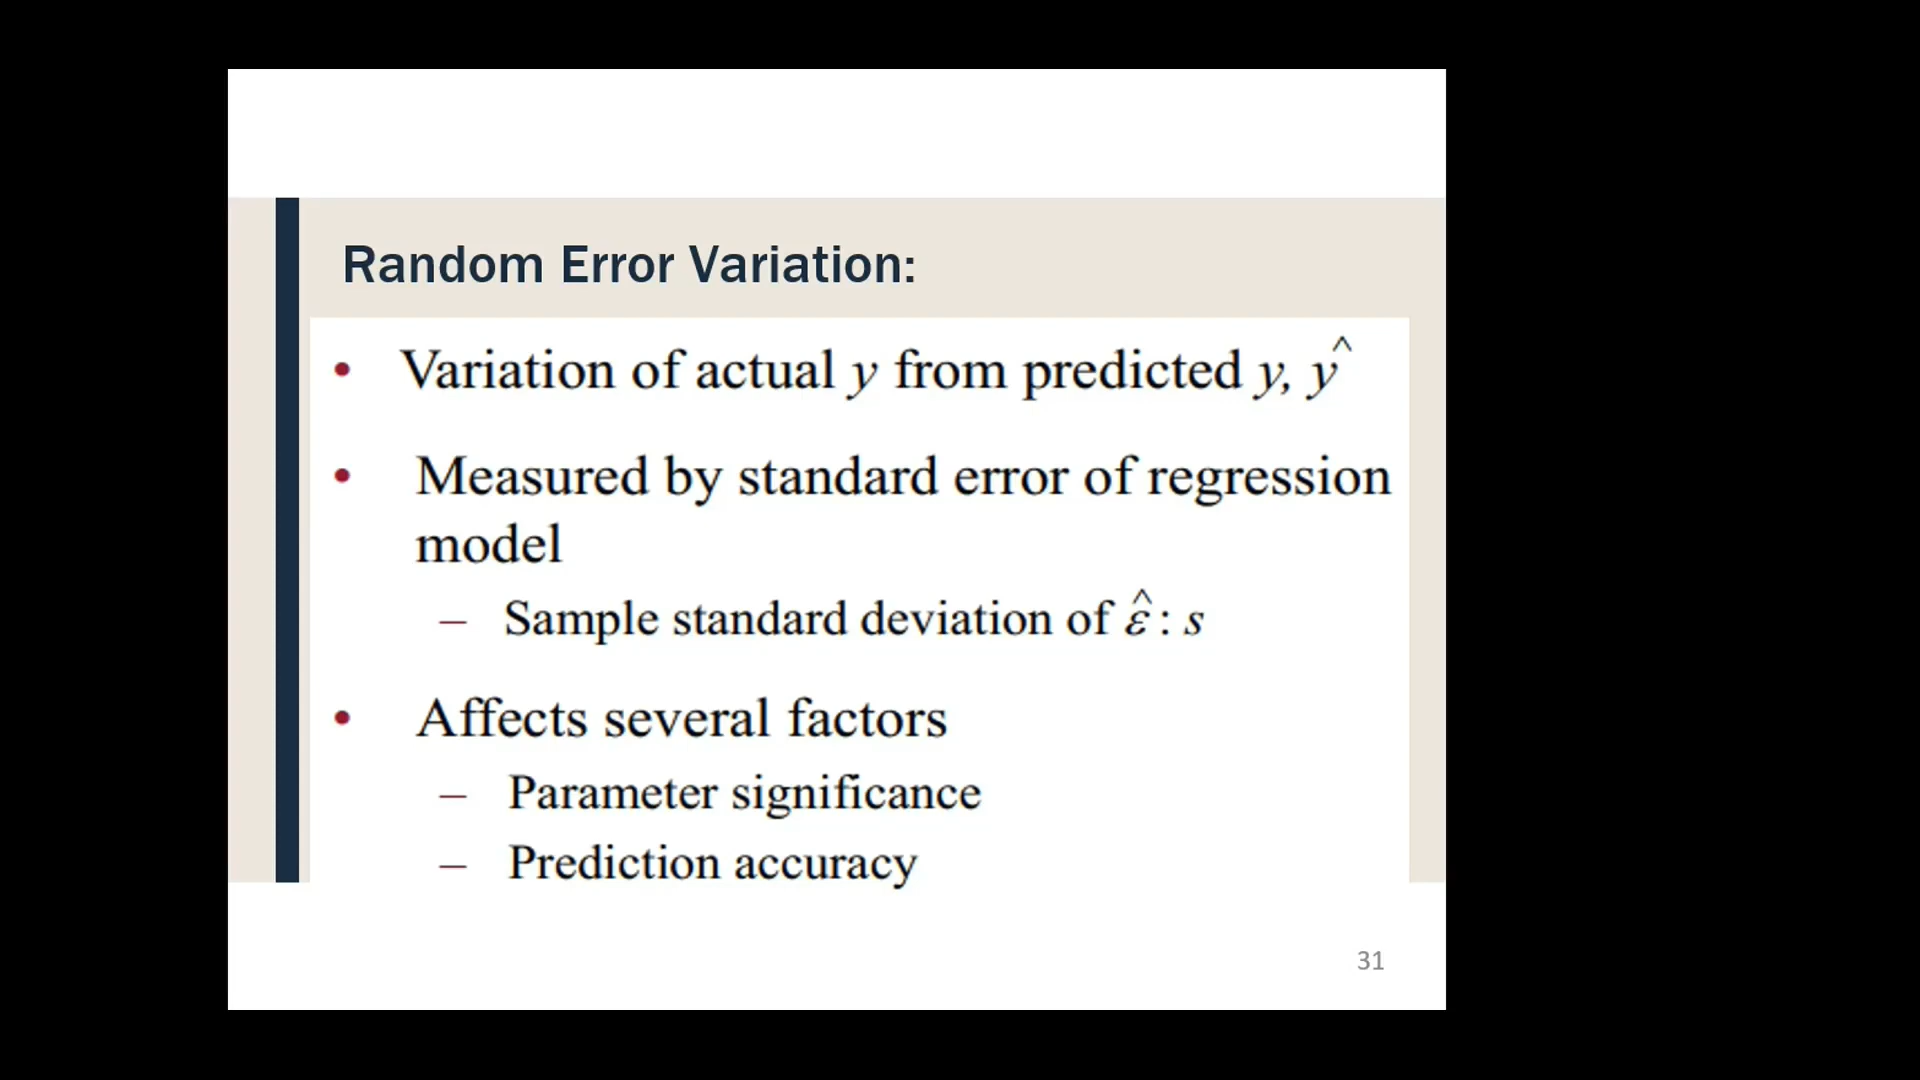 Random Error Variation:
• Variation of actual y from predicted y, ŷ
• Measured by standard error of regression
model
– Sample standard deviation of ε̂ : s
• Affects several factors
– Parameter significance
– Prediction accuracy
31